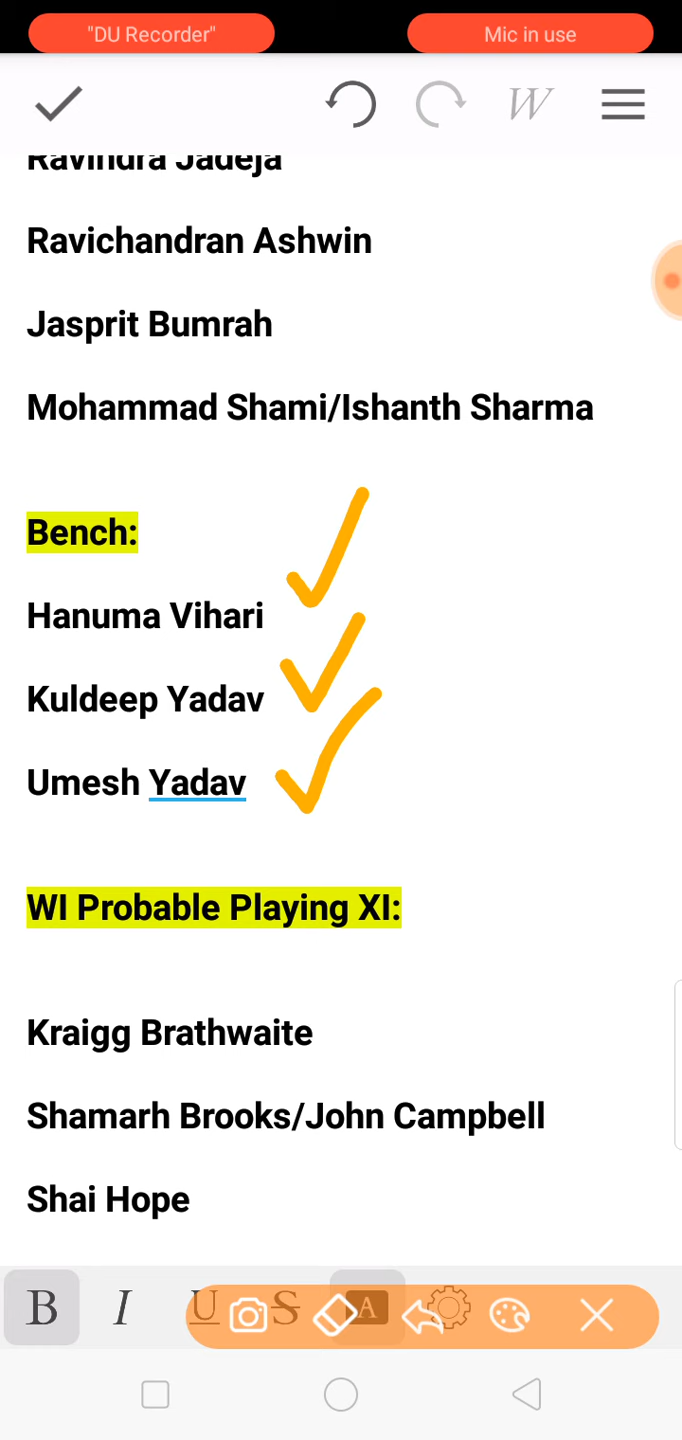 "DU Recorder" Mic in use
W
Ravindra Jadeja
Ravichandran Ashwin
Jasprit Bumrah
Mohammad Shami/Ishanth Sharma
Bench:
Hanuma Vihari
Kuldeep Yadav
Umesh Yadav
WI Probable Playing XI:
Kraigg Brathwaite
Shamarh Brooks/John Campbell
Shai Hope
B I U S A